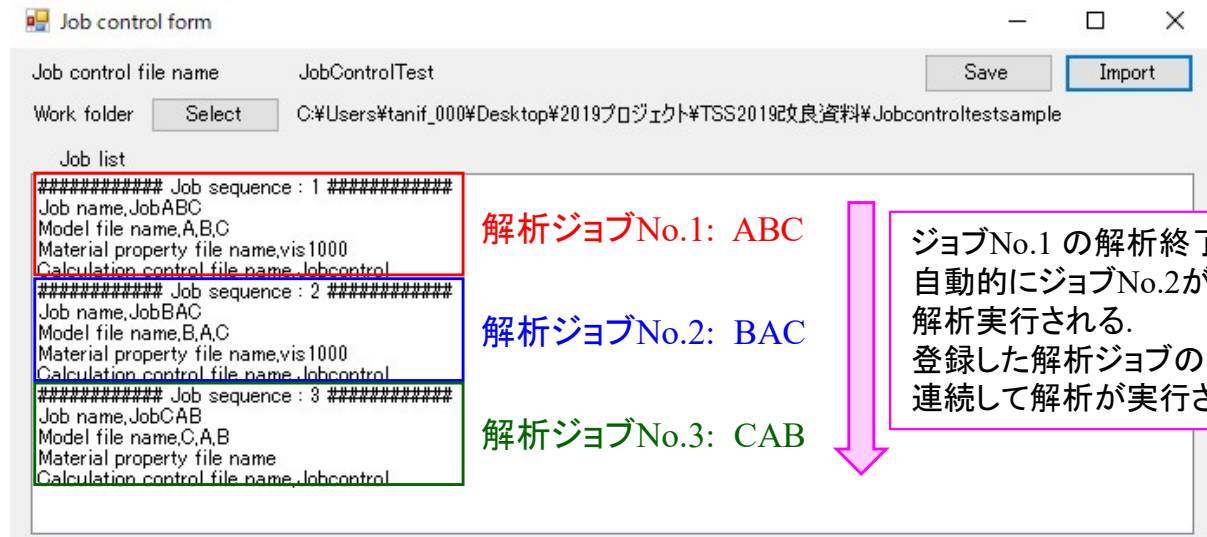 Job control form
Job control file name JobControlTest Save Import
Work folder Select C:¥Users¥tanif_000¥Desktop¥2019プロジェクト¥TSS2019改良資料¥Jobcontroltestsample
Job list
############ Job sequence : 1 ############
Job name,JobABC
Model file name,A,B,C
Material property file name,vis1000
Calculation control file name,Jobcontrol
解析ジョブNo.1: ABC
############ Job sequence : 2 ############
Job name,JobBAC
Model file name,B,A,C
Material property file name,vis1000
Calculation control file name,Jobcontrol
解析ジョブNo.2: BAC
############ Job sequence : 3 ############
Job name,JobCAB
Model file name,C,A,B
Material property file name
Calculation control file name,Jobcontrol
解析ジョブNo.3: CAB
ジョブNo.1 の解析終了
自動的にジョブNo.2が
解析実行される.
登録した解析ジョブの
連続して解析が実行さ